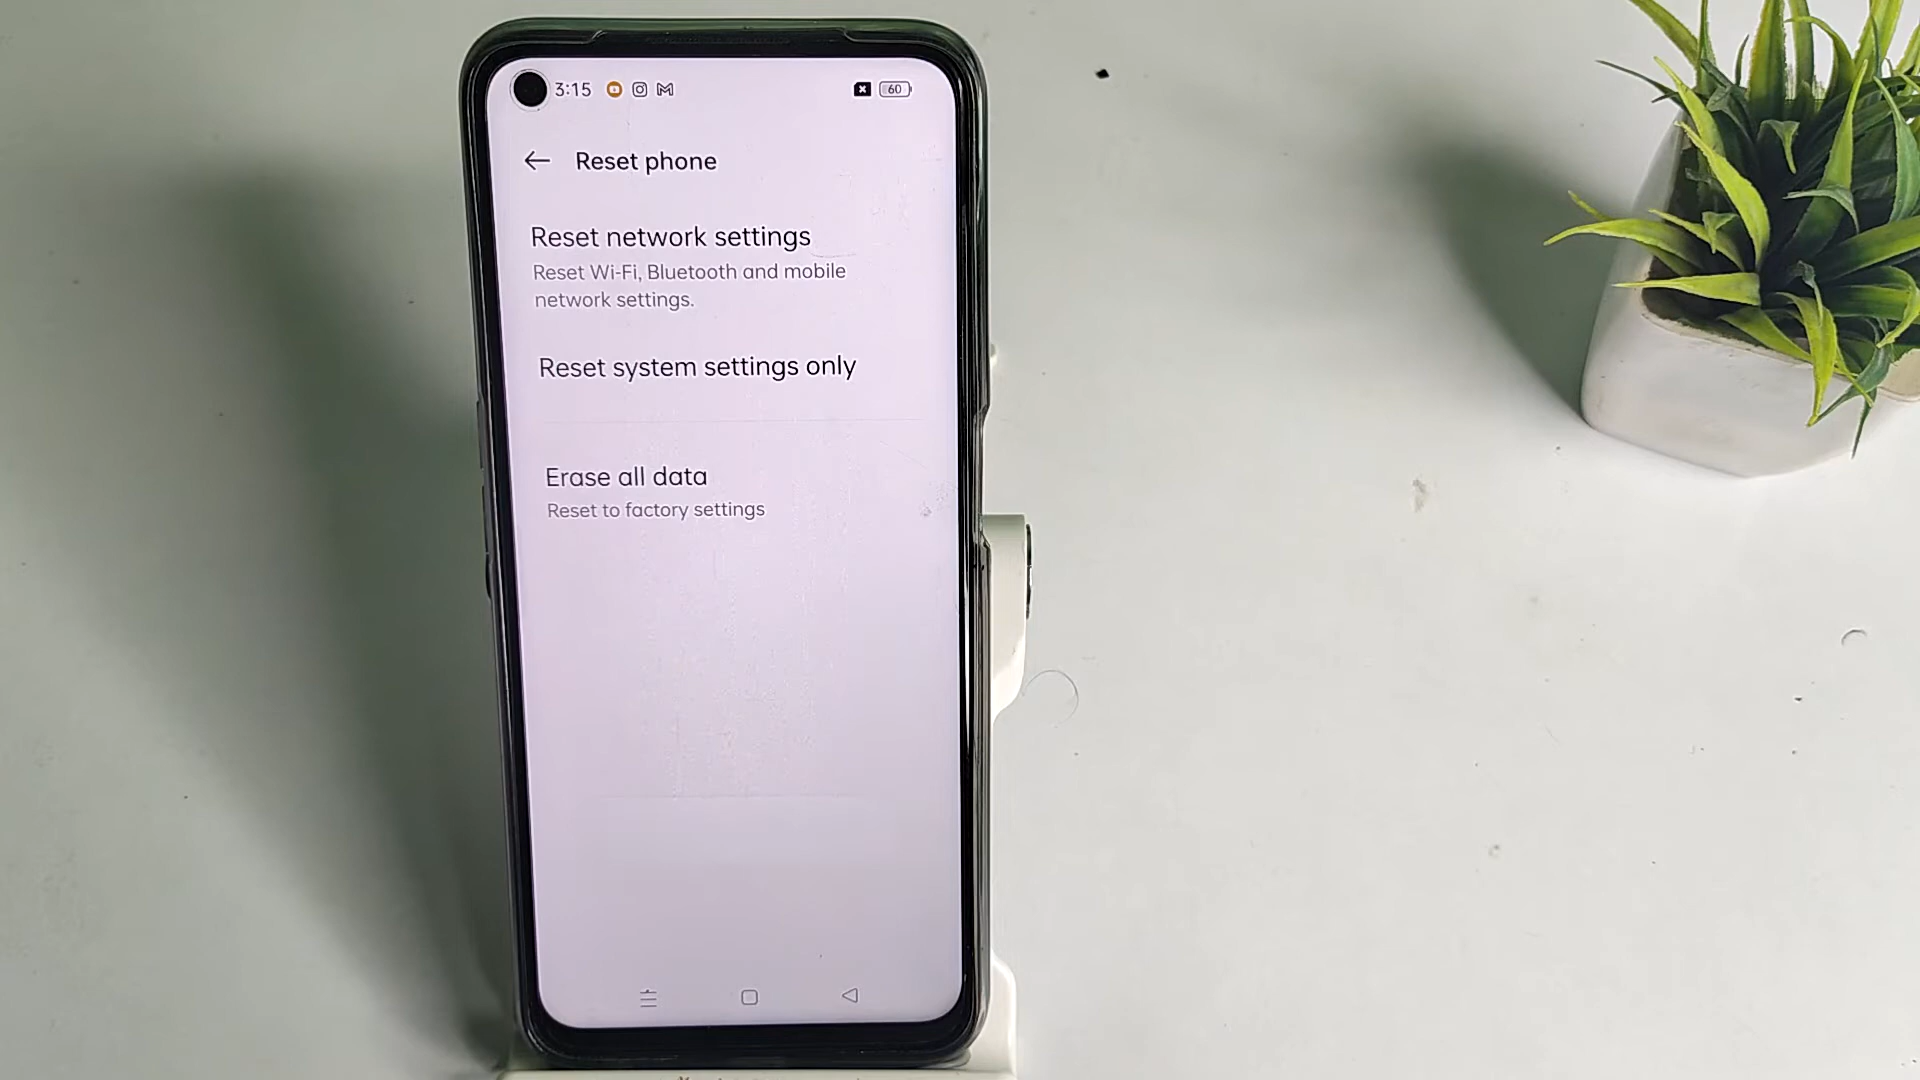 3:15
60
Reset phone
Reset network settings
Reset Wi-Fi, Bluetooth and mobile
network settings.
Reset system settings only
Erase all data
Reset to factory settings